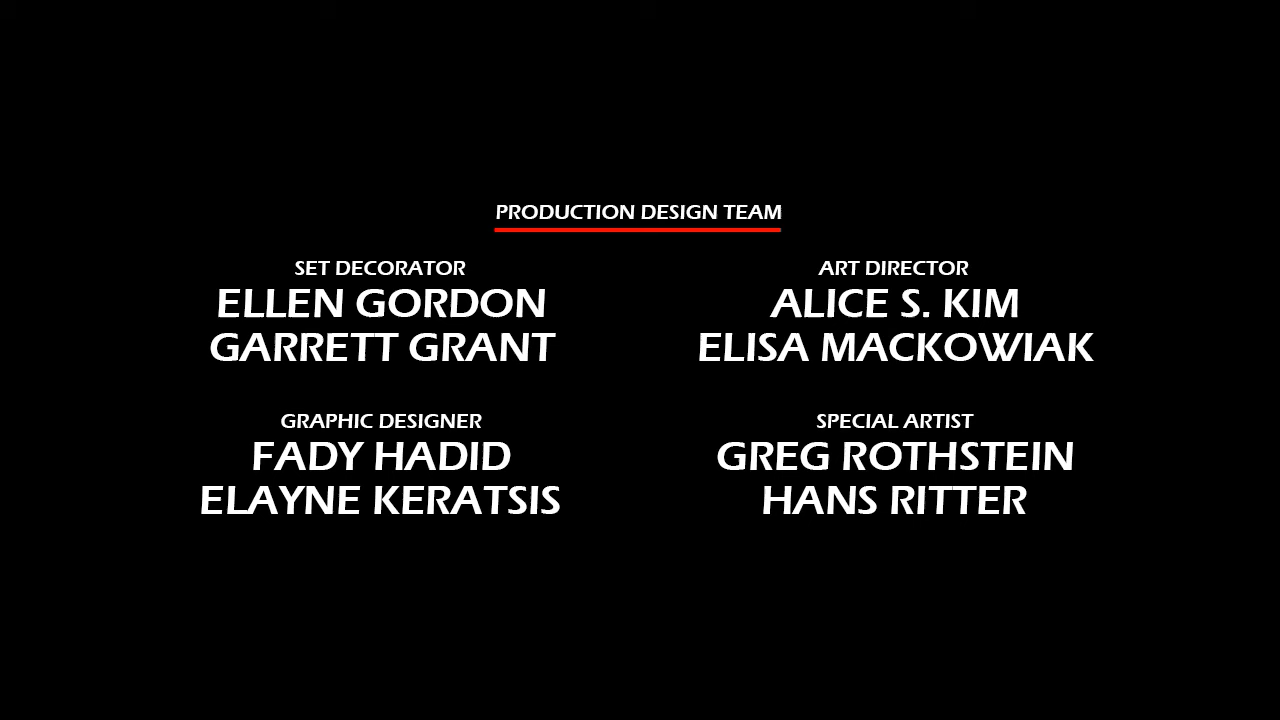 PRODUCTION DESIGN TEAM
SET DECORATOR
ELLEN GORDON
GARRETT GRANT
ART DIRECTOR
ALICE S. KIM
ELISA MACKOWIAK
GRAPHIC DESIGNER
FADY HADID
ELAYNE KERATSIS
SPECIAL ARTIST
GREG ROTHSTEIN
HANS RITTER